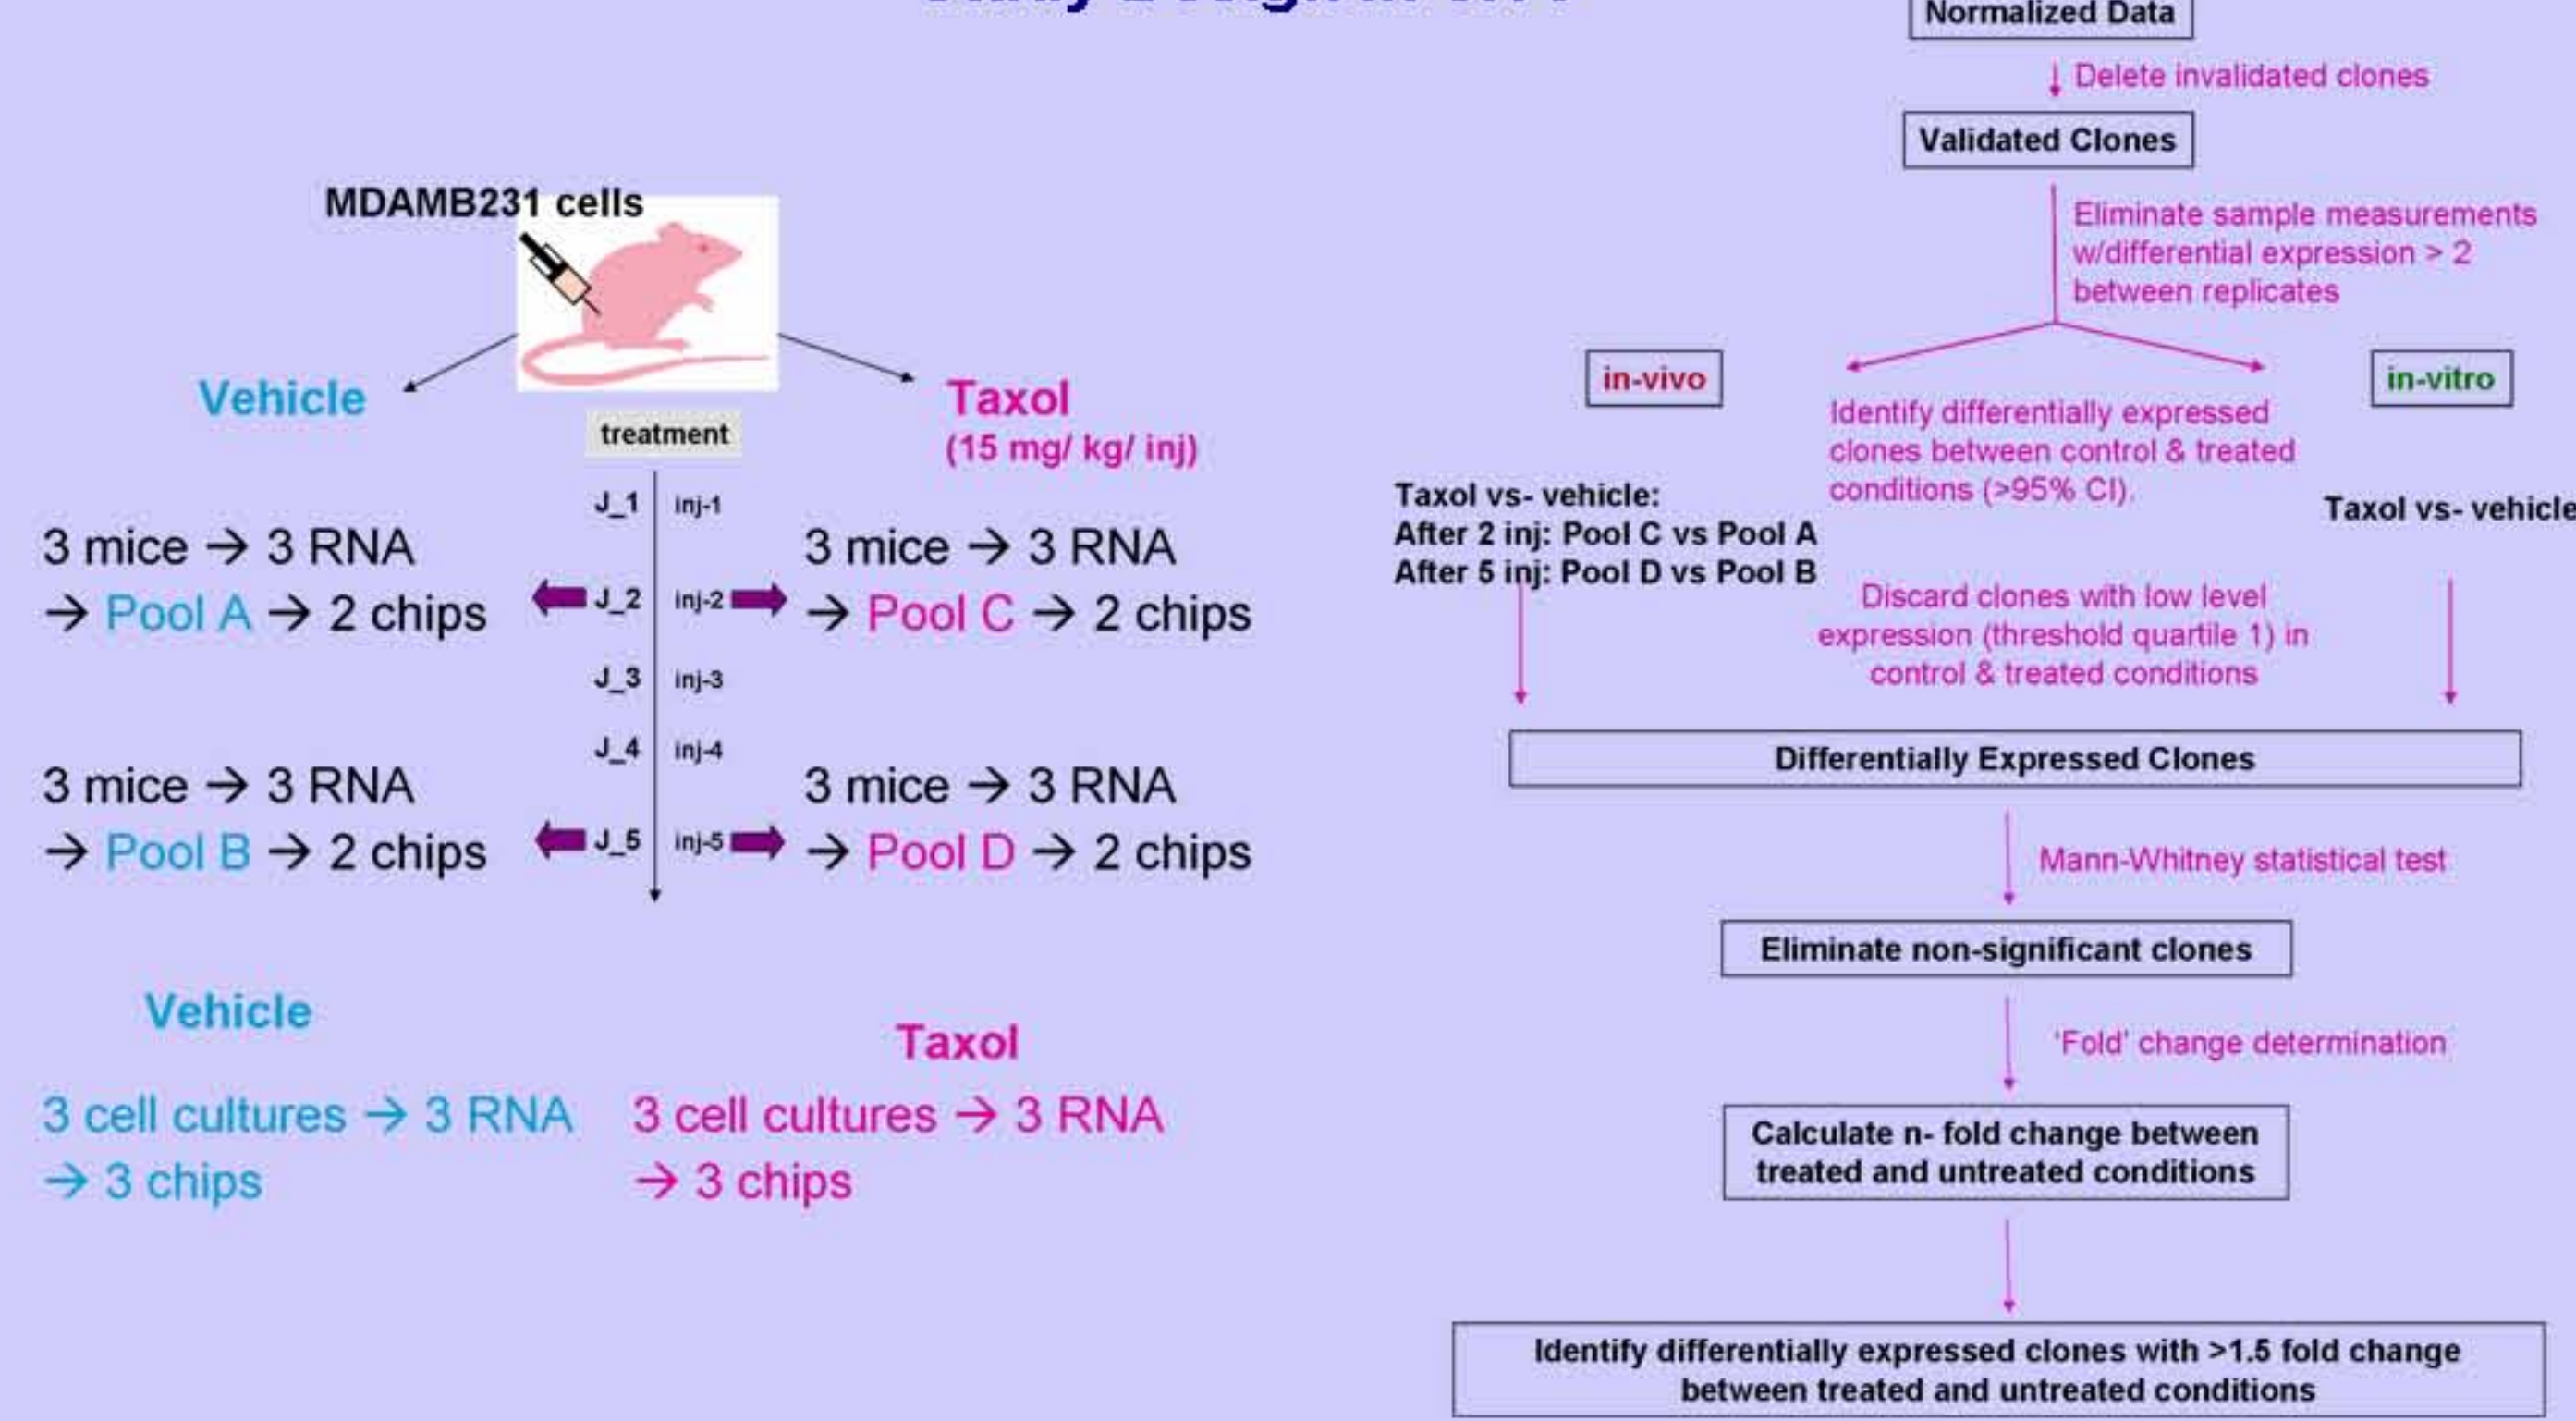 MDAMB231 cells
Vehicle
Taxol
(15 mg/ kg/ inj)
treatment
J_1 inj-1
J_2 inj-2
J_3 inj-3
J_4 inj-4
J_5 inj-5
3 mice → 3 RNA
→ Pool A → 2 chips
3 mice → 3 RNA
→ Pool C → 2 chips
3 mice → 3 RNA
→ Pool B → 2 chips
3 mice → 3 RNA
→ Pool D → 2 chips
Vehicle
3 cell cultures → 3 RNA
→ 3 chips
Taxol
3 cell cultures → 3 RNA
→ 3 chips
Normalized Data
Delete invalidated clones
Validated Clones
Eliminate sample measurements
w/differential expression > 2
between replicates
in-vivo
in-vitro
Identify differentially expressed
clones between control & treated
conditions (>95% CI).
Taxol vs- vehicle:
After 2 inj: Pool C vs Pool A
After 5 inj: Pool D vs Pool B
Taxol vs- vehicle
Discard clones with low level
expression (threshold quartile 1) in
control & treated conditions
Differentially Expressed Clones
Mann-Whitney statistical test
Eliminate non-significant clones
'Fold' change determination
Calculate n- fold change between
treated and untreated conditions
Identify differentially expressed clones with >1.5 fold change
between treated and untreated conditions